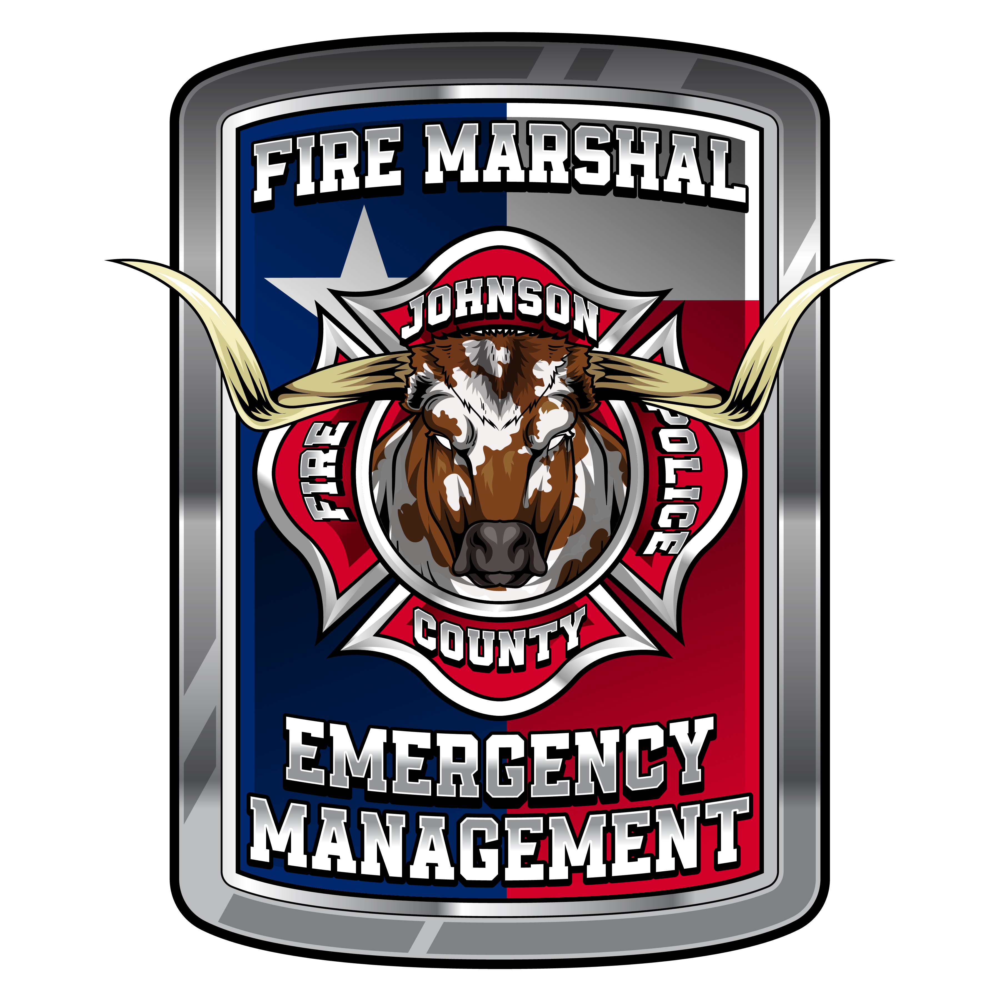 FIRE MARSHAL
JOHNSON
FIRE
POLICE
COUNTY
EMERGENCY
MANAGEMENT